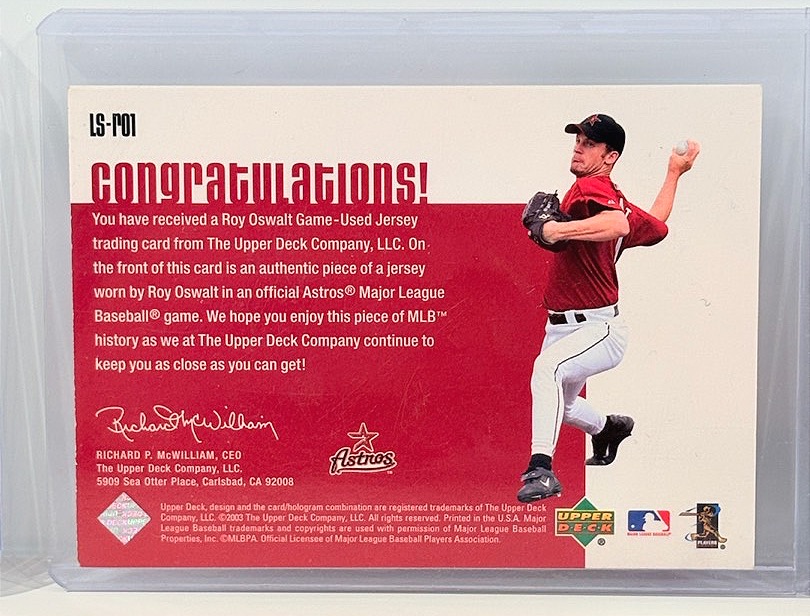 LS-r01
congratulations!
You have received a Roy Oswalt Game-Used Jersey
trading card from The Upper Deck Company, LLC. On
the front of this card is an authentic piece of a jersey
worn by Roy Oswalt in an official Astros® Major League
Baseball® game. We hope you enjoy this piece of MLB™
history as we at The Upper Deck Company continue to
keep you as close as you can get!
Richard McWilliam
RICHARD P. McWILLIAM, CEO
The Upper Deck Company, LLC.
5909 Sea Otter Place, Carlsbad, CA 92008
Astros
Upper Deck, design and the card/hologram combination are registered trademarks of The Upper Deck
Company, LLC. ©2003 The Upper Deck Company, LLC. All rights reserved. Printed in the U.S.A. Major
League Baseball trademarks and copyrights are used with permission of Major League Baseball
Properties, Inc. ©MLBPA. Official Licensee of Major League Baseball Players Association.
UPPER
DECK
®
MAJOR LEAGUE BASEBALL
PLAYERS
®